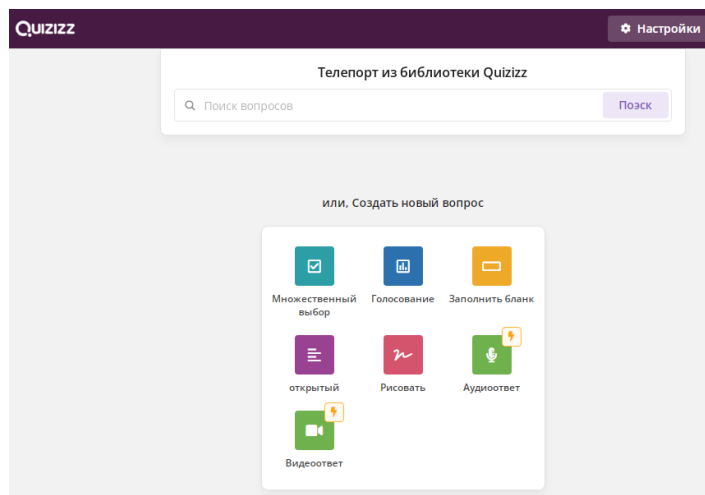 Quizizz
Настройки
Телепорт из библиотеки Quizizz
Поиск вопросов
Поэск
или, Создать новый вопрос
Множественный
выбор
Голосование
Заполнить бланк
открытый
Рисовать
Аудиоответ
Видеоответ